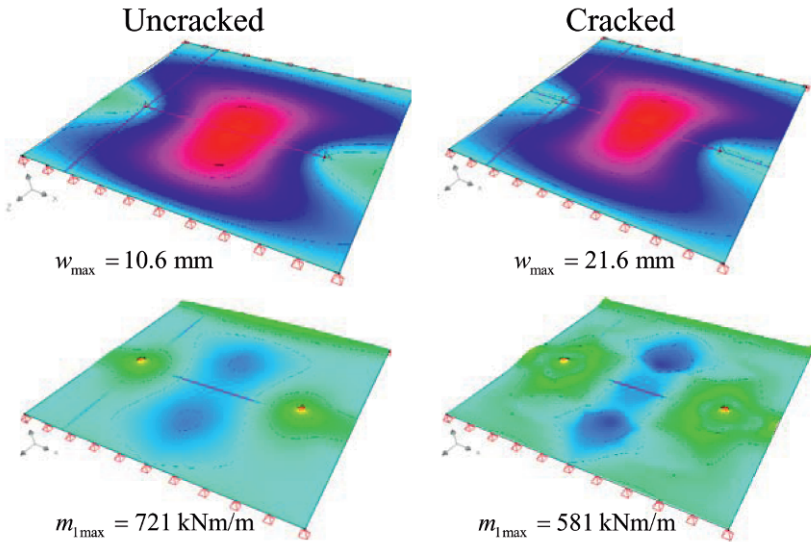 Uncracked
Cracked
w_max = 10.6 mm
w_max = 21.6 mm
m_1max = 721 kNm/m
m_1max = 581 kNm/m